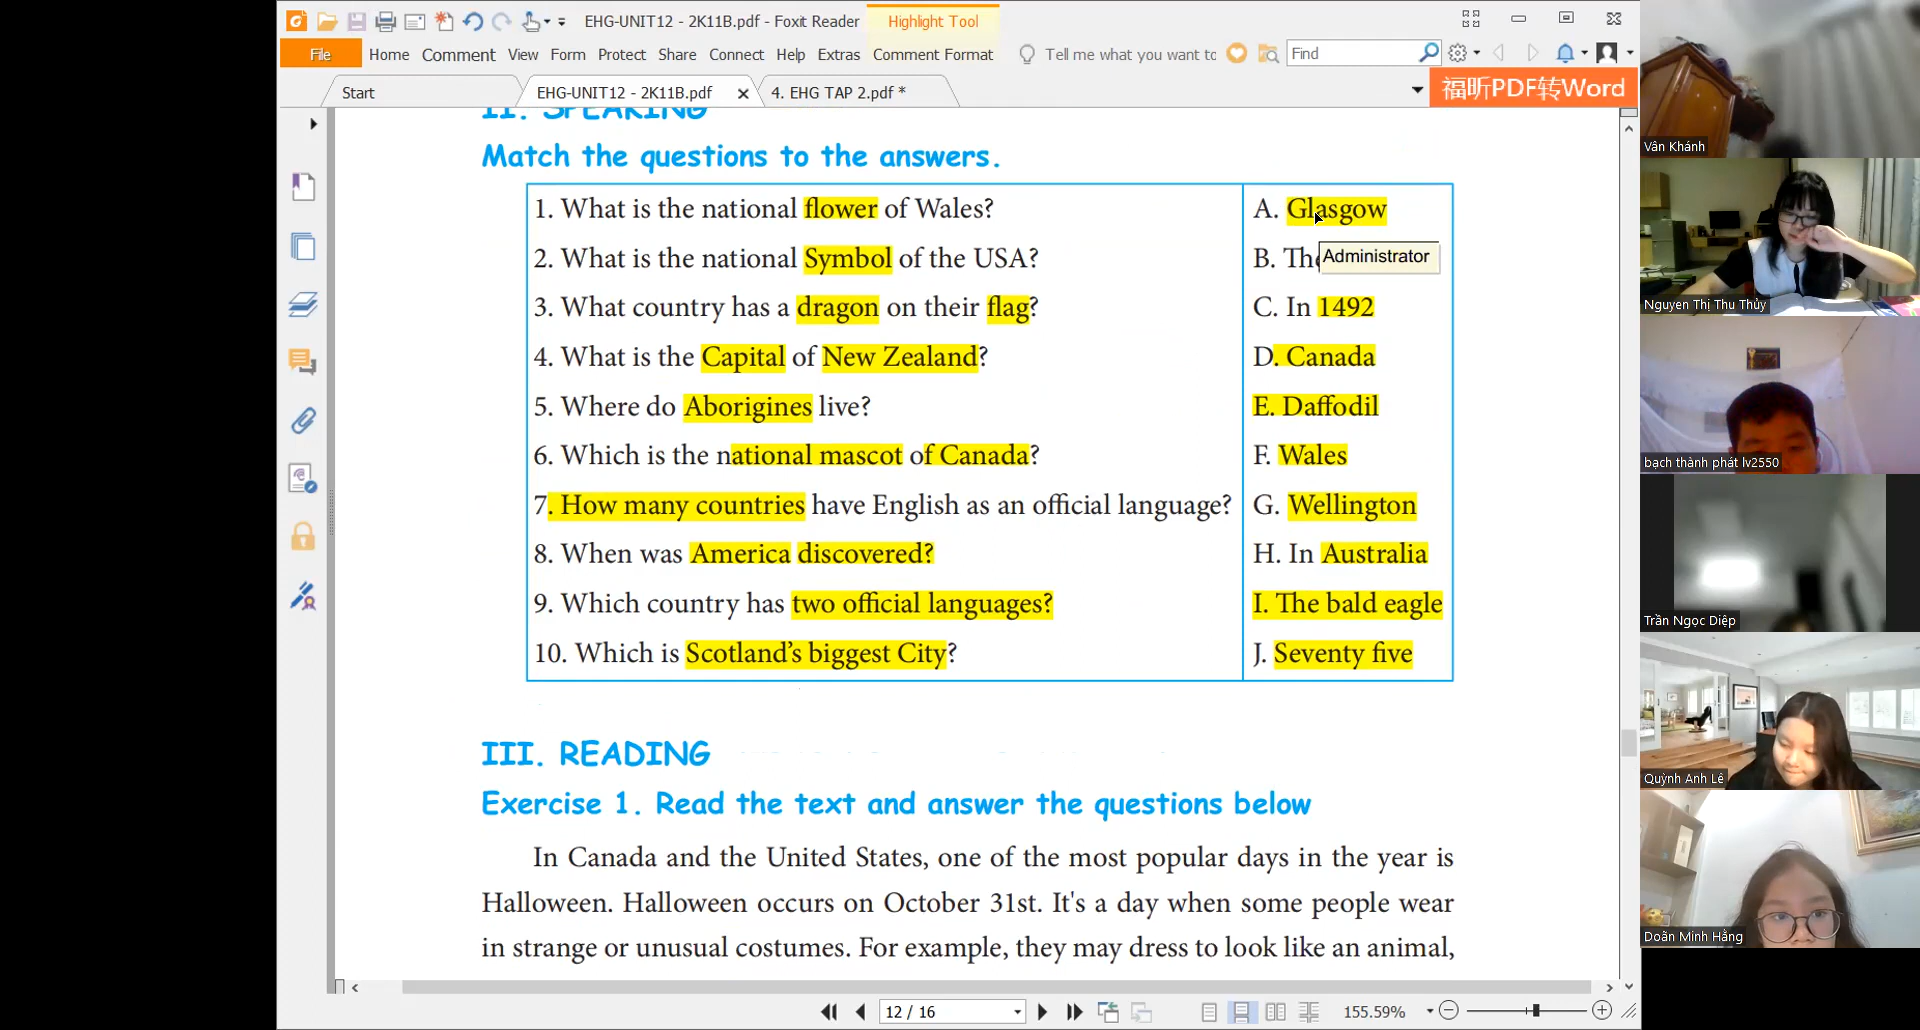 EHG-UNIT12 - 2K11B.pdf - Foxit Reader
Highlight Tool
File Home Comment View Form Protect Share Connect Help Extras Comment Format Tell me what you want to Find
Start EHG-UNIT12 - 2K11B.pdf 4. EHG TAP 2.pdf * 福昕PDF转Word
II. SPEAKING
Match the questions to the answers.
1. What is the national flower of Wales? A. Glasgow
2. What is the national Symbol of the USA? B. The
Administrator
3. What country has a dragon on their flag? C. In 1492
4. What is the Capital of New Zealand? D. Canada
5. Where do Aborigines live? E. Daffodil
6. Which is the national mascot of Canada? F. Wales
7. How many countries have English as an official language? G. Wellington
8. When was America discovered? H. In Australia
9. Which country has two official languages? I. The bald eagle
10. Which is Scotland's biggest City? J. Seventy five
III. READING
Exercise 1. Read the text and answer the questions below
In Canada and the United States, one of the most popular days in the year is
Halloween. Halloween occurs on October 31st. It's a day when some people wear
in strange or unusual costumes. For example, they may dress to look like an animal,
12 / 16
155.59%
Vân Khánh
Nguyen Thị Thu Thủy
bạch thành phát lv2550
Trần Ngọc Diệp
Quỳnh Anh Lê
Doãn Minh Hằng